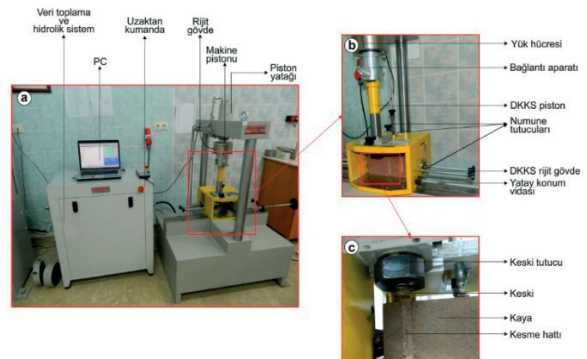 Veri toplama
ve
hidrolik sistem
PC
Uzaktan
kumanda
Rijit
gövde
Makine
pistonu
Piston
yatağı
a
b
Yük hücresi
Bağlantı aparatı
DKKS piston
Numune
tutucuları
DKKS rijit gövde
Yatay konum
vidası
c
Keski tutucu
Keski
Kaya
Kesme hattı